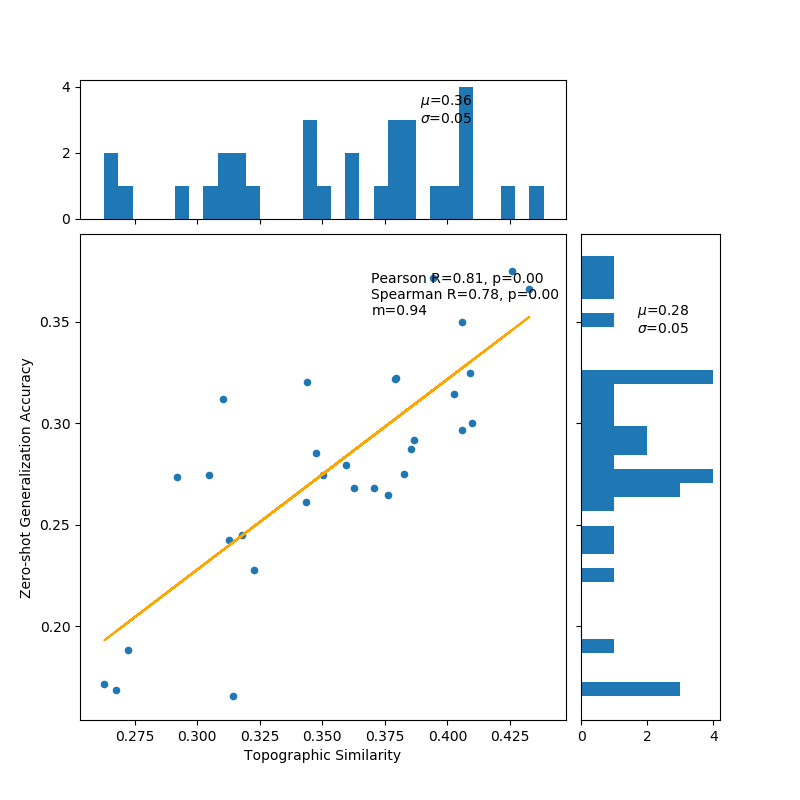 4
2
0
μ=0.36
σ=0.05
Pearson R=0.81, p=0.00
Spearman R=0.78, p=0.00
m=0.94
μ=0.28
σ=0.05
0.35
0.30
0.25
0.20
Zero-shot Generalization Accuracy
0.275 0.300 0.325 0.350 0.375 0.400 0.425
Topographic Similarity
0 2 4